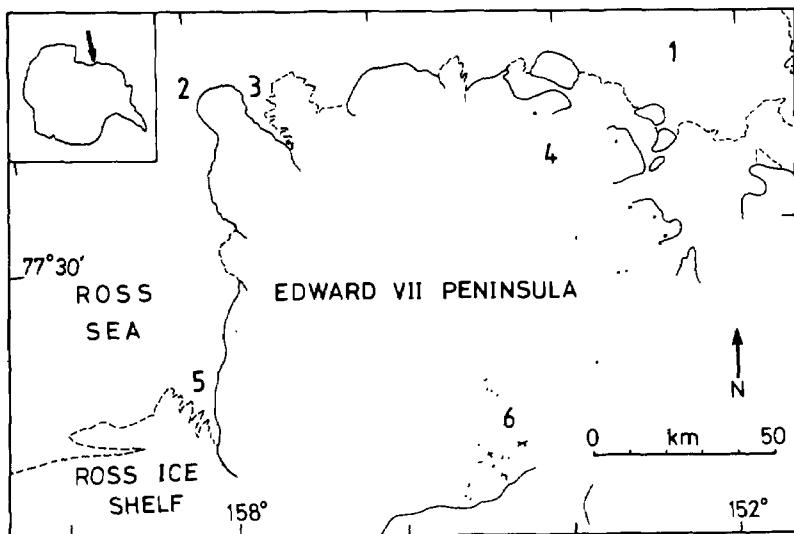 1
2
3
4
77°30'
ROSS
SEA
EDWARD VII PENINSULA
N
5
6
0 km 50
ROSS ICE
SHELF
158°
152°